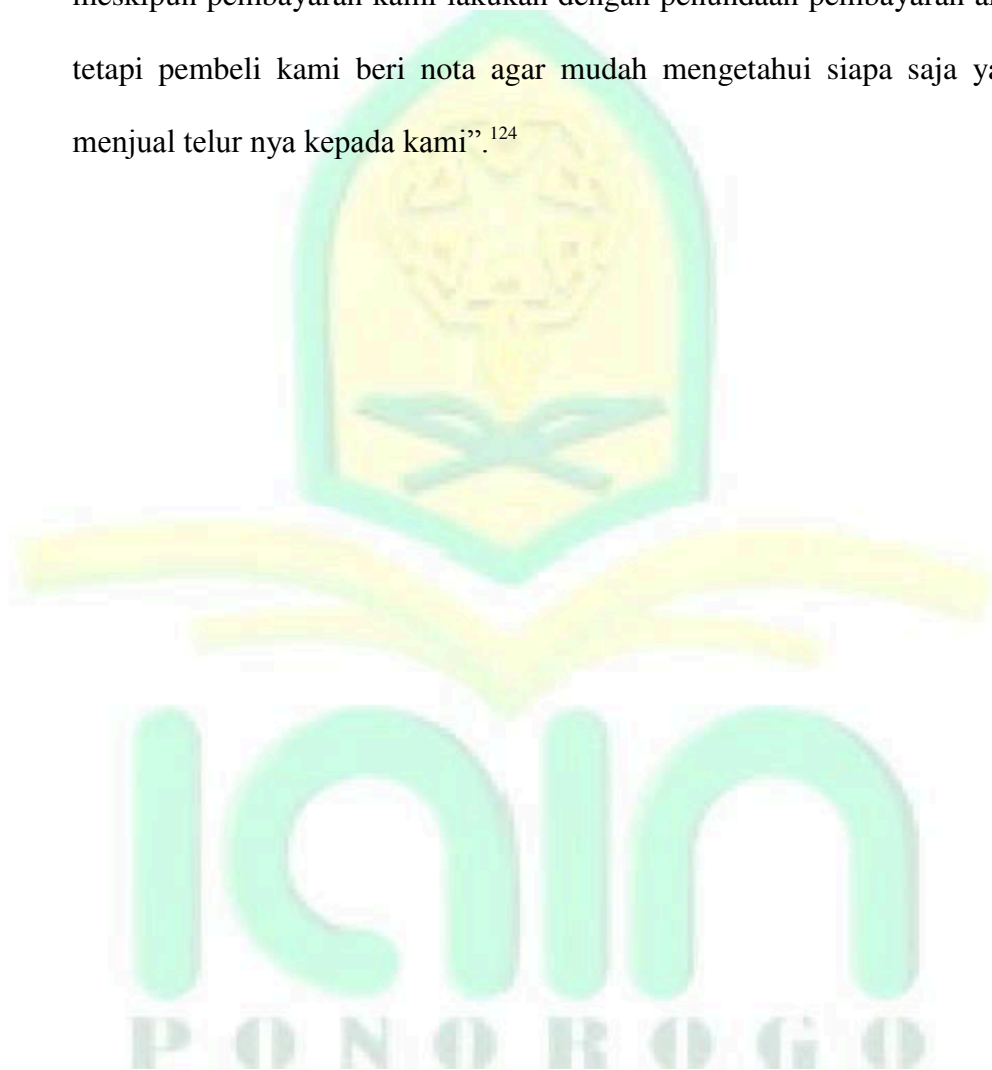 meskipun pembayaran kami lakukan dengan penundaan pembayaran
tetapi pembeli kami beri nota agar mudah mengetahui siapa saja
menjual telur nya kepada kami”.124
iain
PONOROGO